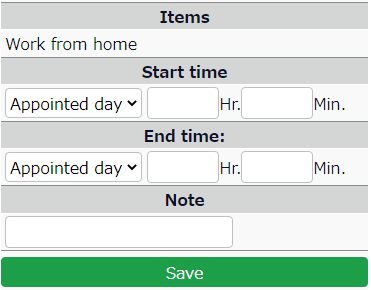 Items
Work from home
Start time
Appointed day Hr. Min.
End time:
Appointed day Hr. Min.
Note
Save